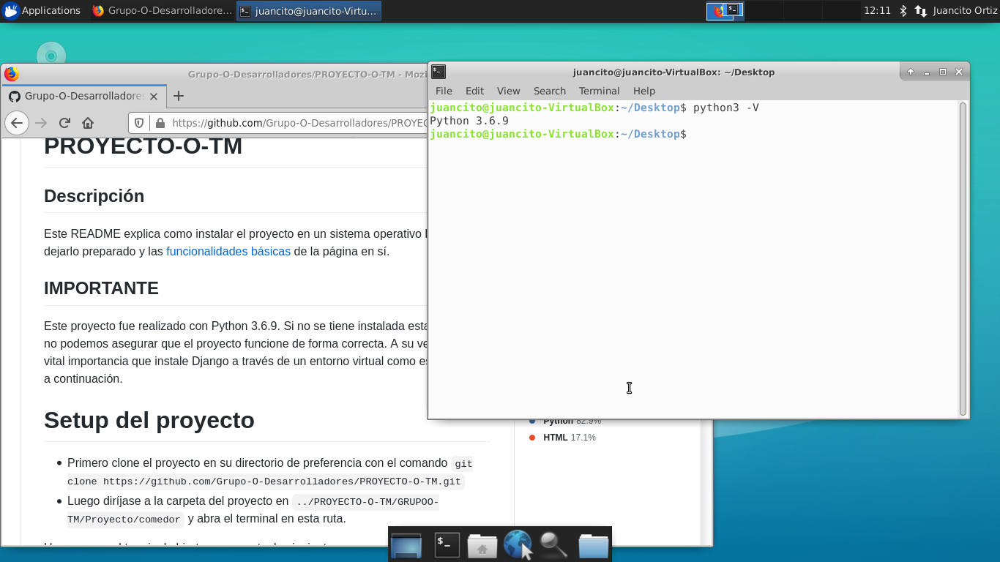 Applications
Grupo-O-Desarrolladore...
juancito@juancito-Virtu...
12:11
Juancito Ortiz
Grupo-O-Desarrolladores/PROYECTO-O-TM - Mozi
Grupo-O-Desarrolladores
https://github.com/Grupo-O-Desarrolladores/PROYEC
PROYECTO-O-TM
Descripción
Este README explica como instalar el proyecto en un sistema operativo
dejarlo preparado y las funcionalidades básicas de la página en sí.
IMPORTANTE
Este proyecto fue realizado con Python 3.6.9. Si no se tiene instalada esta
no podemos asegurar que el proyecto funcione de forma correcta. A su ve
vital importancia que instale Django a través de un entorno virtual como es
a continuación.
Setup del proyecto
Primero clone el proyecto en su directorio de preferencia con el comando git
clone https://github.com/Grupo-O-Desarrolladores/PROYECTO-O-TM.git
Luego diríjase a la carpeta del proyecto en ../PROYECTO-O-TM/GRUPOO-
TM/Proyecto/comedor y abra el terminal en esta ruta.
Python 82.9%
HTML 17.1%
juancito@juancito-VirtualBox: ~/Desktop
File Edit View Search Terminal Help
juancito@juancito-VirtualBox:~/Desktop$ python3 -V
Python 3.6.9
juancito@juancito-VirtualBox:~/Desktop$